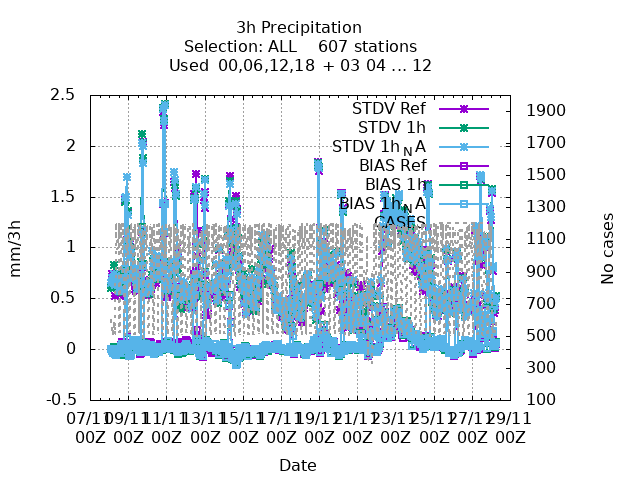 3h Precipitation
Selection: ALL 607 stations
Used 00,06,12,18 + 03 04 ... 12
STDV Ref
STDV 1h
STDV 1h_NA
BIAS Ref
BIAS 1h
BIAS 1h_NA
CASES
2.5
2
1.5
1
0.5
0
-0.5
1900
1700
1500
1300
1100
900
700
500
300
100
mm/3h
No cases
07/11 09/11 11/11 13/11 15/11 17/11 19/11 21/11 23/11 25/11 27/11 29/11
00Z 00Z 00Z 00Z 00Z 00Z 00Z 00Z 00Z 00Z 00Z 00Z
Date